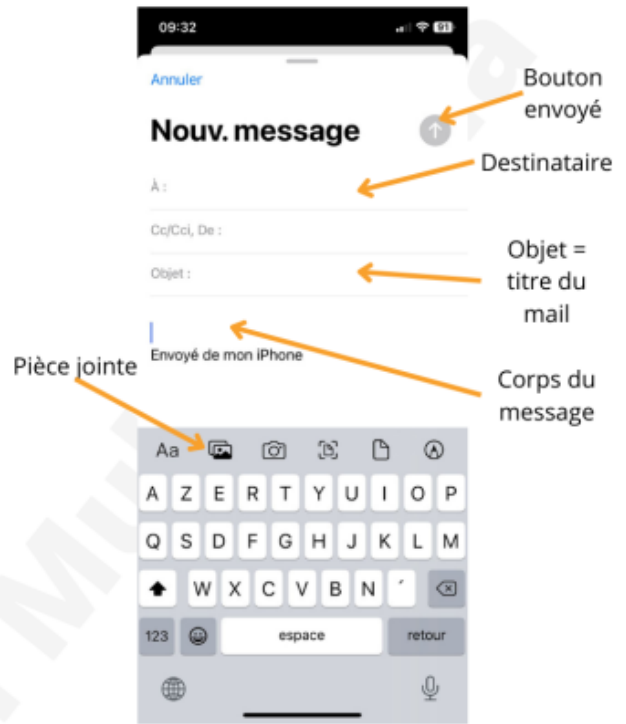 09:32
91
Annuler
Bouton
envoyé
Nouv. message
Destinataire
À :
Cc/Cci, De :
Objet :
Objet =
titre du
mail
Envoyé de mon iPhone
Pièce jointe
Corps du
message
Aa
A Z E R T Y U I O P
Q S D F G H J K L M
W X C V B N ´
123
espace
retour